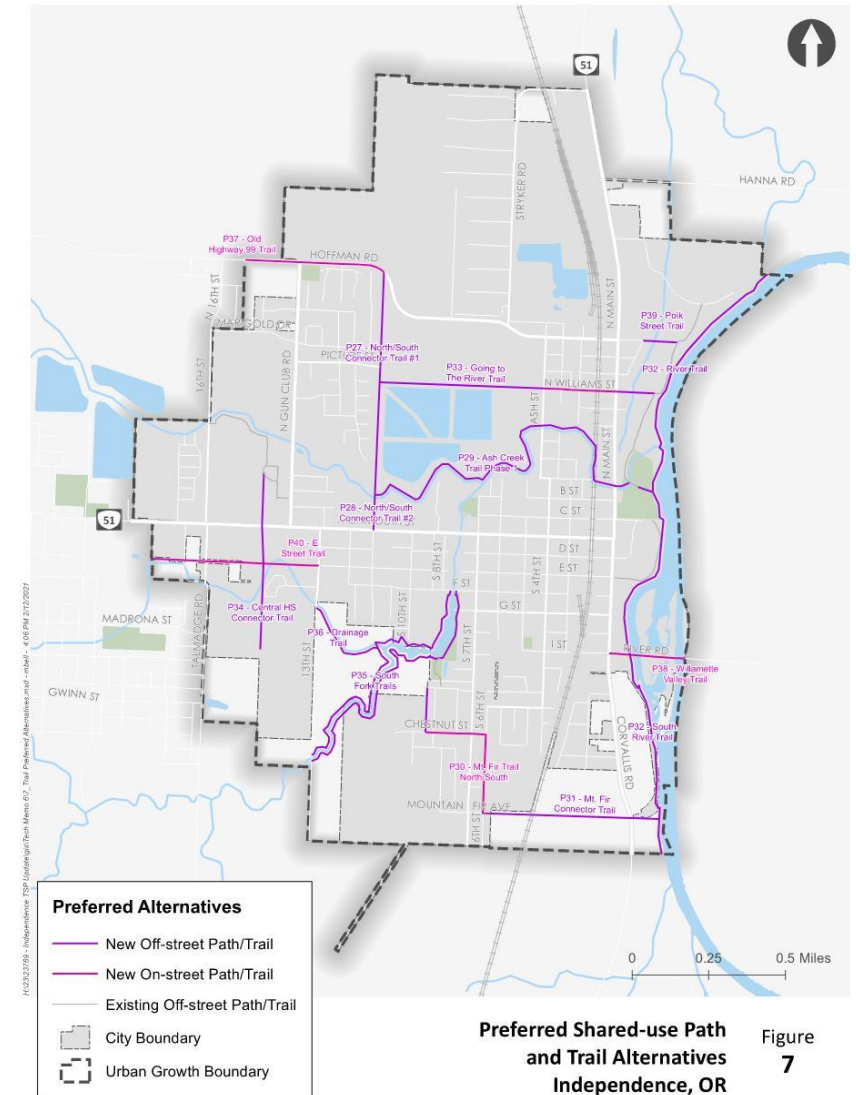 51
HANNA RD
STRYKER RD
P37 - Old
Highway 99 Trail
HOFFMAN RD
N 16TH ST
N MAIN ST
P39 - Polk
Street Trail
MARIGOLD DR
P27 - North/South
Connector Trail #1
P33 - Going to
The River Trail
P32 - River Trail
16TH ST
N GUN CLUB RD
N WILLIAMS ST
ASH ST
N MAIN ST
P29 - Ash Creek
Trail Phase 1
B ST
C ST
P28 - North/South
Connector Trail #2
51
P40 - E
Street Trail
D ST
E ST
S 8TH ST
S 4TH ST
F ST
G ST
P34 - Central HS
Connector Trail
MADRONA ST
TALMADGE RD
13TH ST
P36 - Drainage
Trail
S 10TH ST
S 7TH ST
I ST
RIVER RD
P38 - Willamette
Valley Trail
P35 - South
Fork Trails
GWINN ST
CHESTNUT ST
S 6TH ST
CORVALLIS RD
P32 - South
River Trail
P30 - Mt. Fir Trail
North South
MOUNTAIN FIR AVE
6TH ST
P31 - Mt. Fir
Connector Trail
Preferred Alternatives
New Off-street Path/Trail
New On-street Path/Trail
Existing Off-street Path/Trail
City Boundary
Urban Growth Boundary
0 0.25 0.5 Miles
Preferred Shared-use Path
and Trail Alternatives
Independence, OR
Figure
7